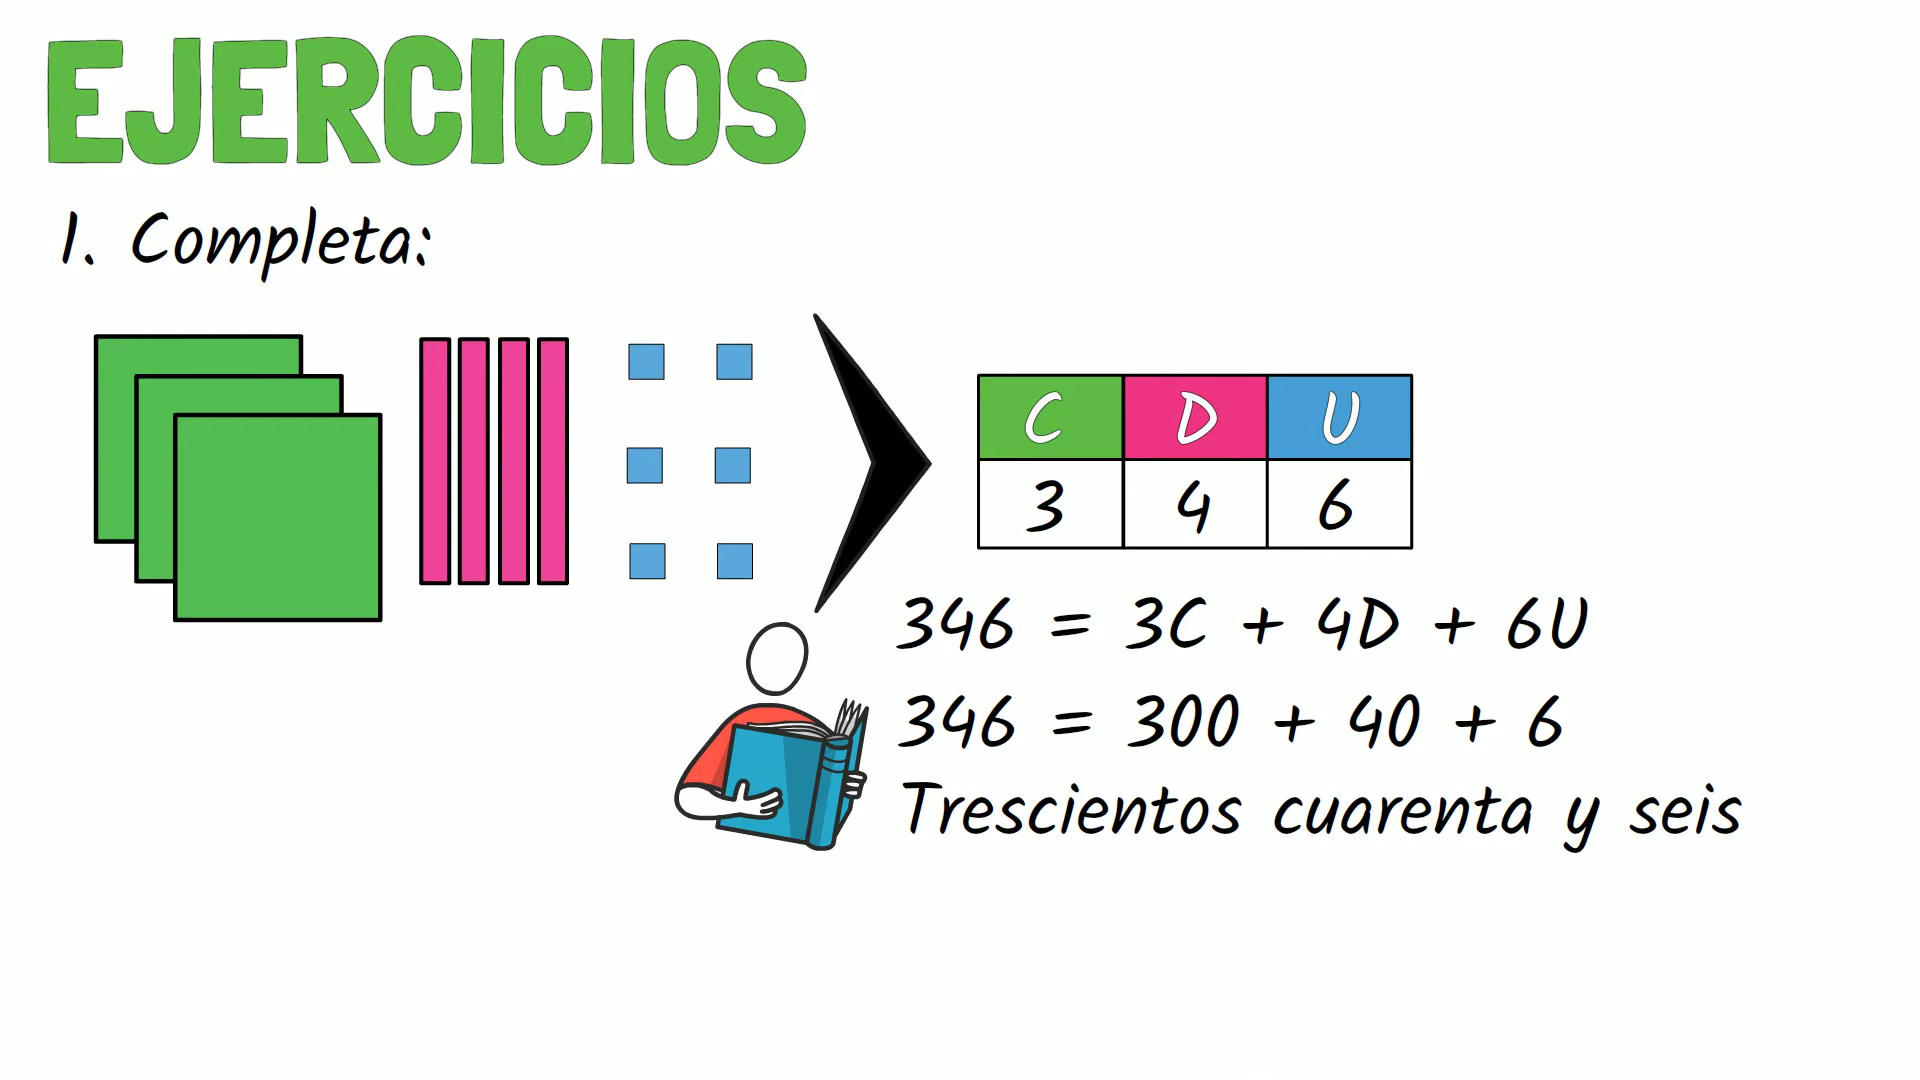 EJERCICIOS
1. Completa:
C D U
3 4 6
346 = 3C + 4D + 6U
346 = 300 + 40 + 6
Trescientos cuarenta y seis